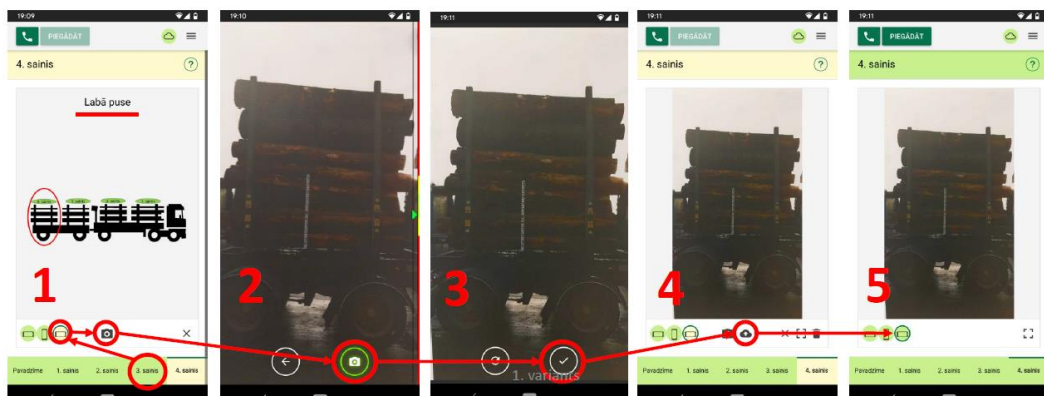 19:09
PIEGĀDĀT
4. sainis
?
Labā puse
1
Pavadzīme 1. sainis 2. sainis 3. sainis 4. sainis
19:10
2
19:11
3
1. variants
19:11
PIEGĀDĀT
4. sainis
?
4
Pavadzīme 1. sainis 2. sainis 3. sainis 4. sainis
19:11
PIEGĀDĀT
4. sainis
?
5
Pavadzīme 1. sainis 2. sainis 3. sainis 4. sainis